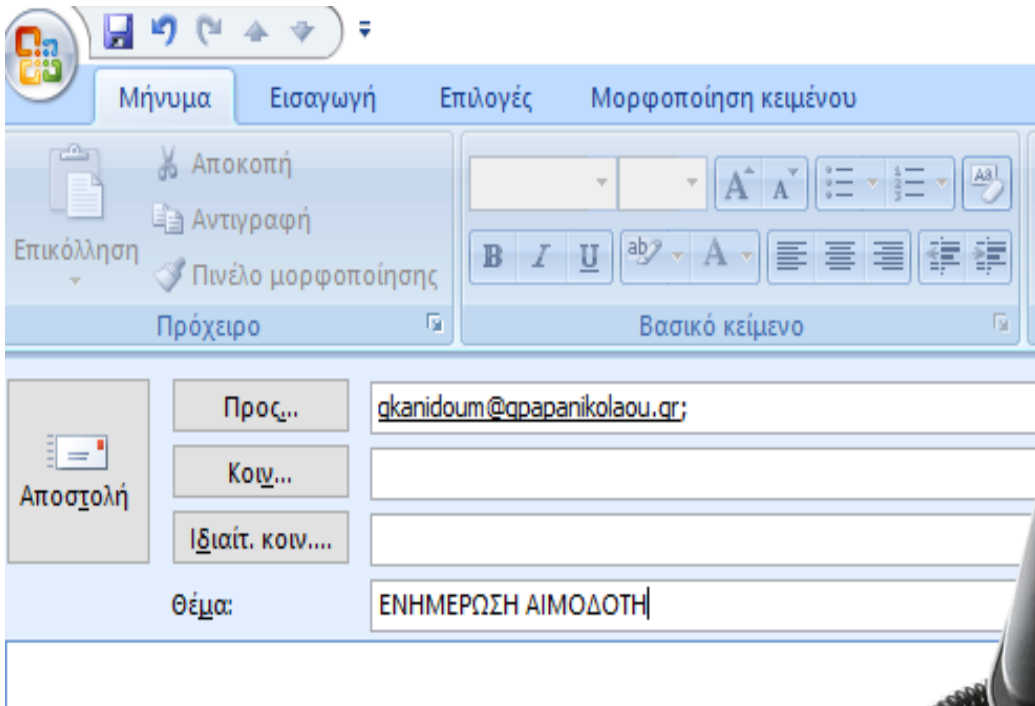 Μήνυμα Εισαγωγή Επιλογές Μορφοποίηση κειμένου
Επικόλληση
Αποκοπή
Αντιγραφή
Πινέλο μορφοποίησης
Πρόχειρο
Βασικό κείμενο
Αποστολή
Προς... gkanidoum@gpapanikolaou.gr;
Κοιν...
Ιδιαίτ. κοιν....
Θέμα: ΕΝΗΜΕΡΩΣΗ ΑΙΜΟΔΟΤΗ